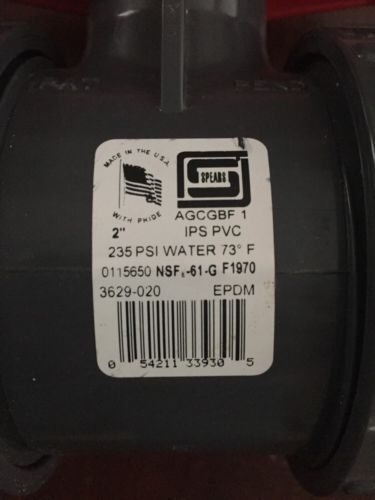 MADE IN THE U.S.A.
WITH PRIDE
SPEARS
AGCGBF 1
2" IPS PVC
235 PSI WATER 73° F
0115650 NSF®-61-G F1970
3629-020 EPDM
0 54211 33930 5